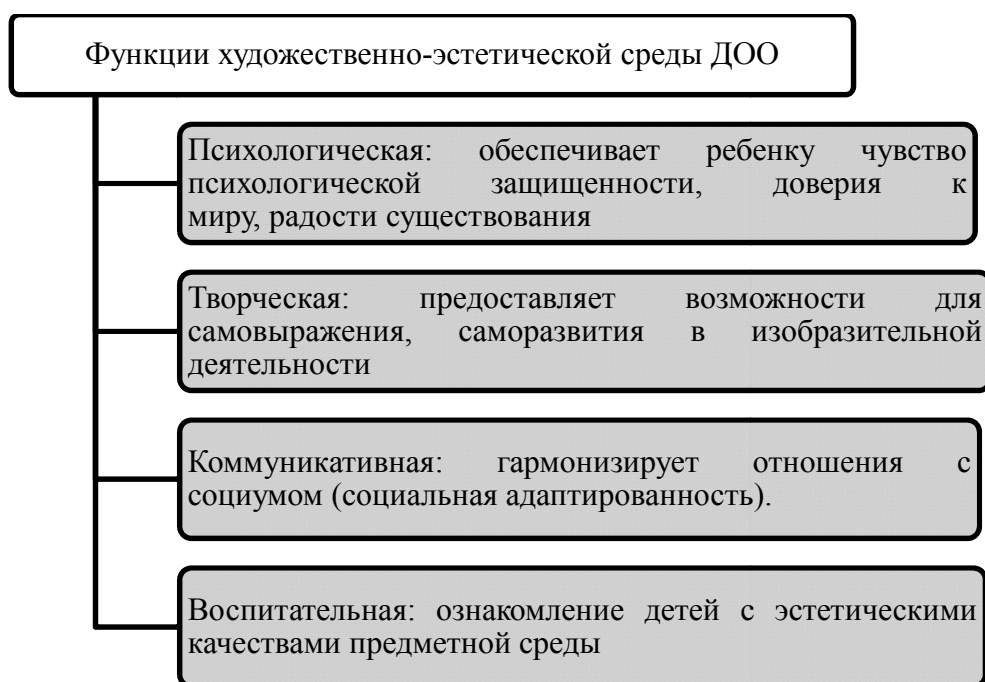 Функции художественно-эстетической среды ДОО
Психологическая: обеспечивает ребенку чувство
психологической защищенности, доверия к
миру, радости существования
Творческая: предоставляет возможности для
самовыражения, саморазвития в изобразительной
деятельности
Коммуникативная: гармонизирует отношения с
социумом (социальная адаптированность).
Воспитательная: ознакомление детей с эстетическими
качествами предметной среды